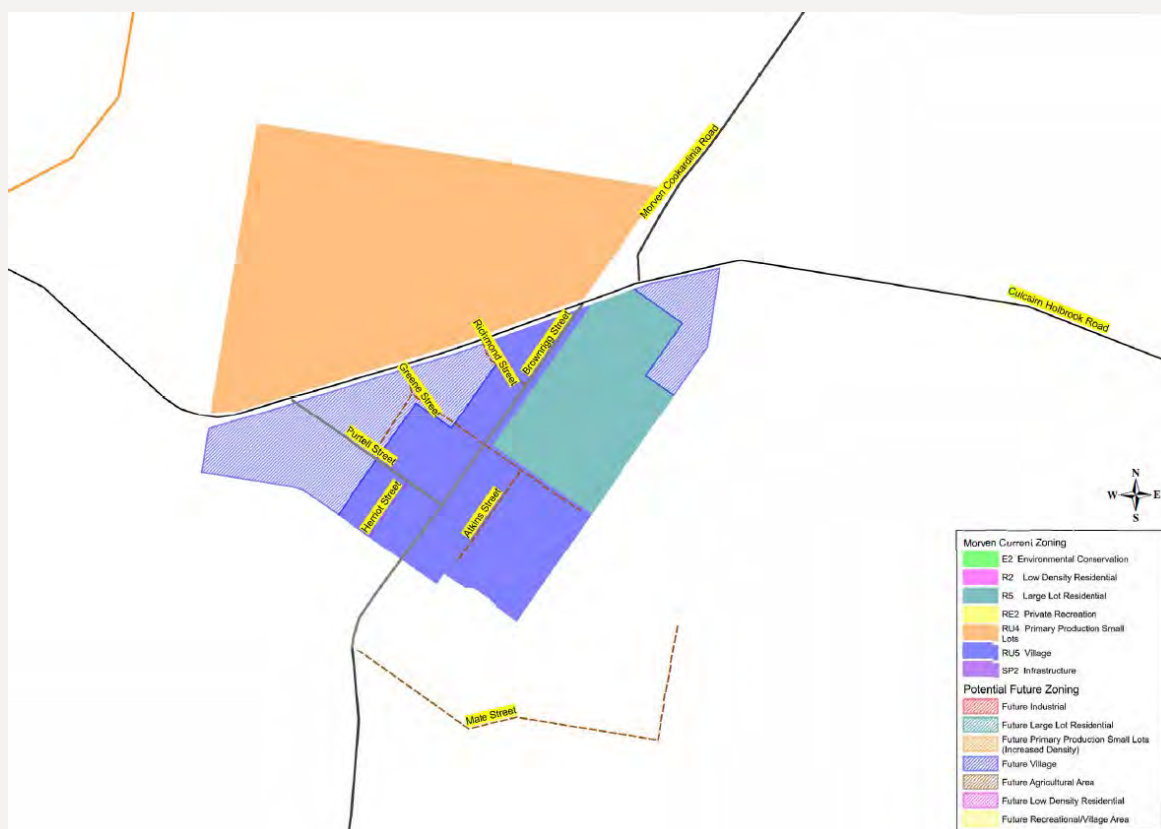 Morven Cookardinia Road
Culcairn Holbrook Road
Richmond Street
Brownrigg Street
Greene Street
Purtell Street
Herriot Street
Atkins Street
Male Street
N
W E
S
Morven Current Zoning
E2 Environmental Conservation
R2 Low Density Residential
R5 Large Lot Residential
RE2 Private Recreation
RU4 Primary Production Small
Lots
RU5 Village
SP2 Infrastructure
Potential Future Zoning
Future Industrial
Future Large Lot Residential
Future Primary Production Small Lots
(Increased Density)
Future Village
Future Agricultural Area
Future Low Density Residential
Future Recreational/Village Area